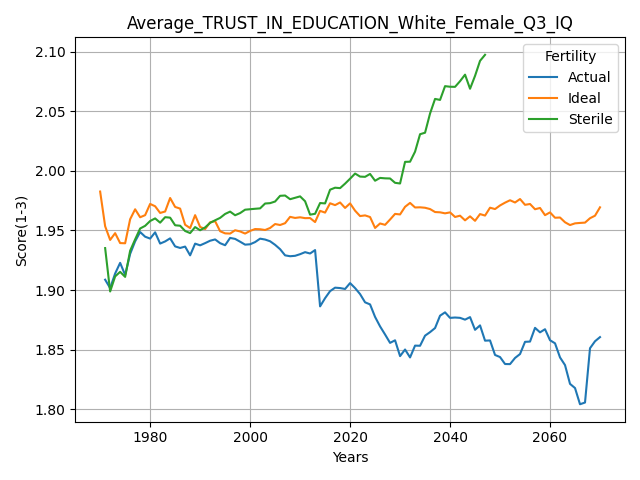 Average_TRUST_IN_EDUCATION_White_Female_Q3_IQ
2.10
2.05
2.00
1.95
1.90
1.85
1.80
Score(1-3)
Fertility
Actual
Ideal
Sterile
1980 2000 2020 2040 2060
Years